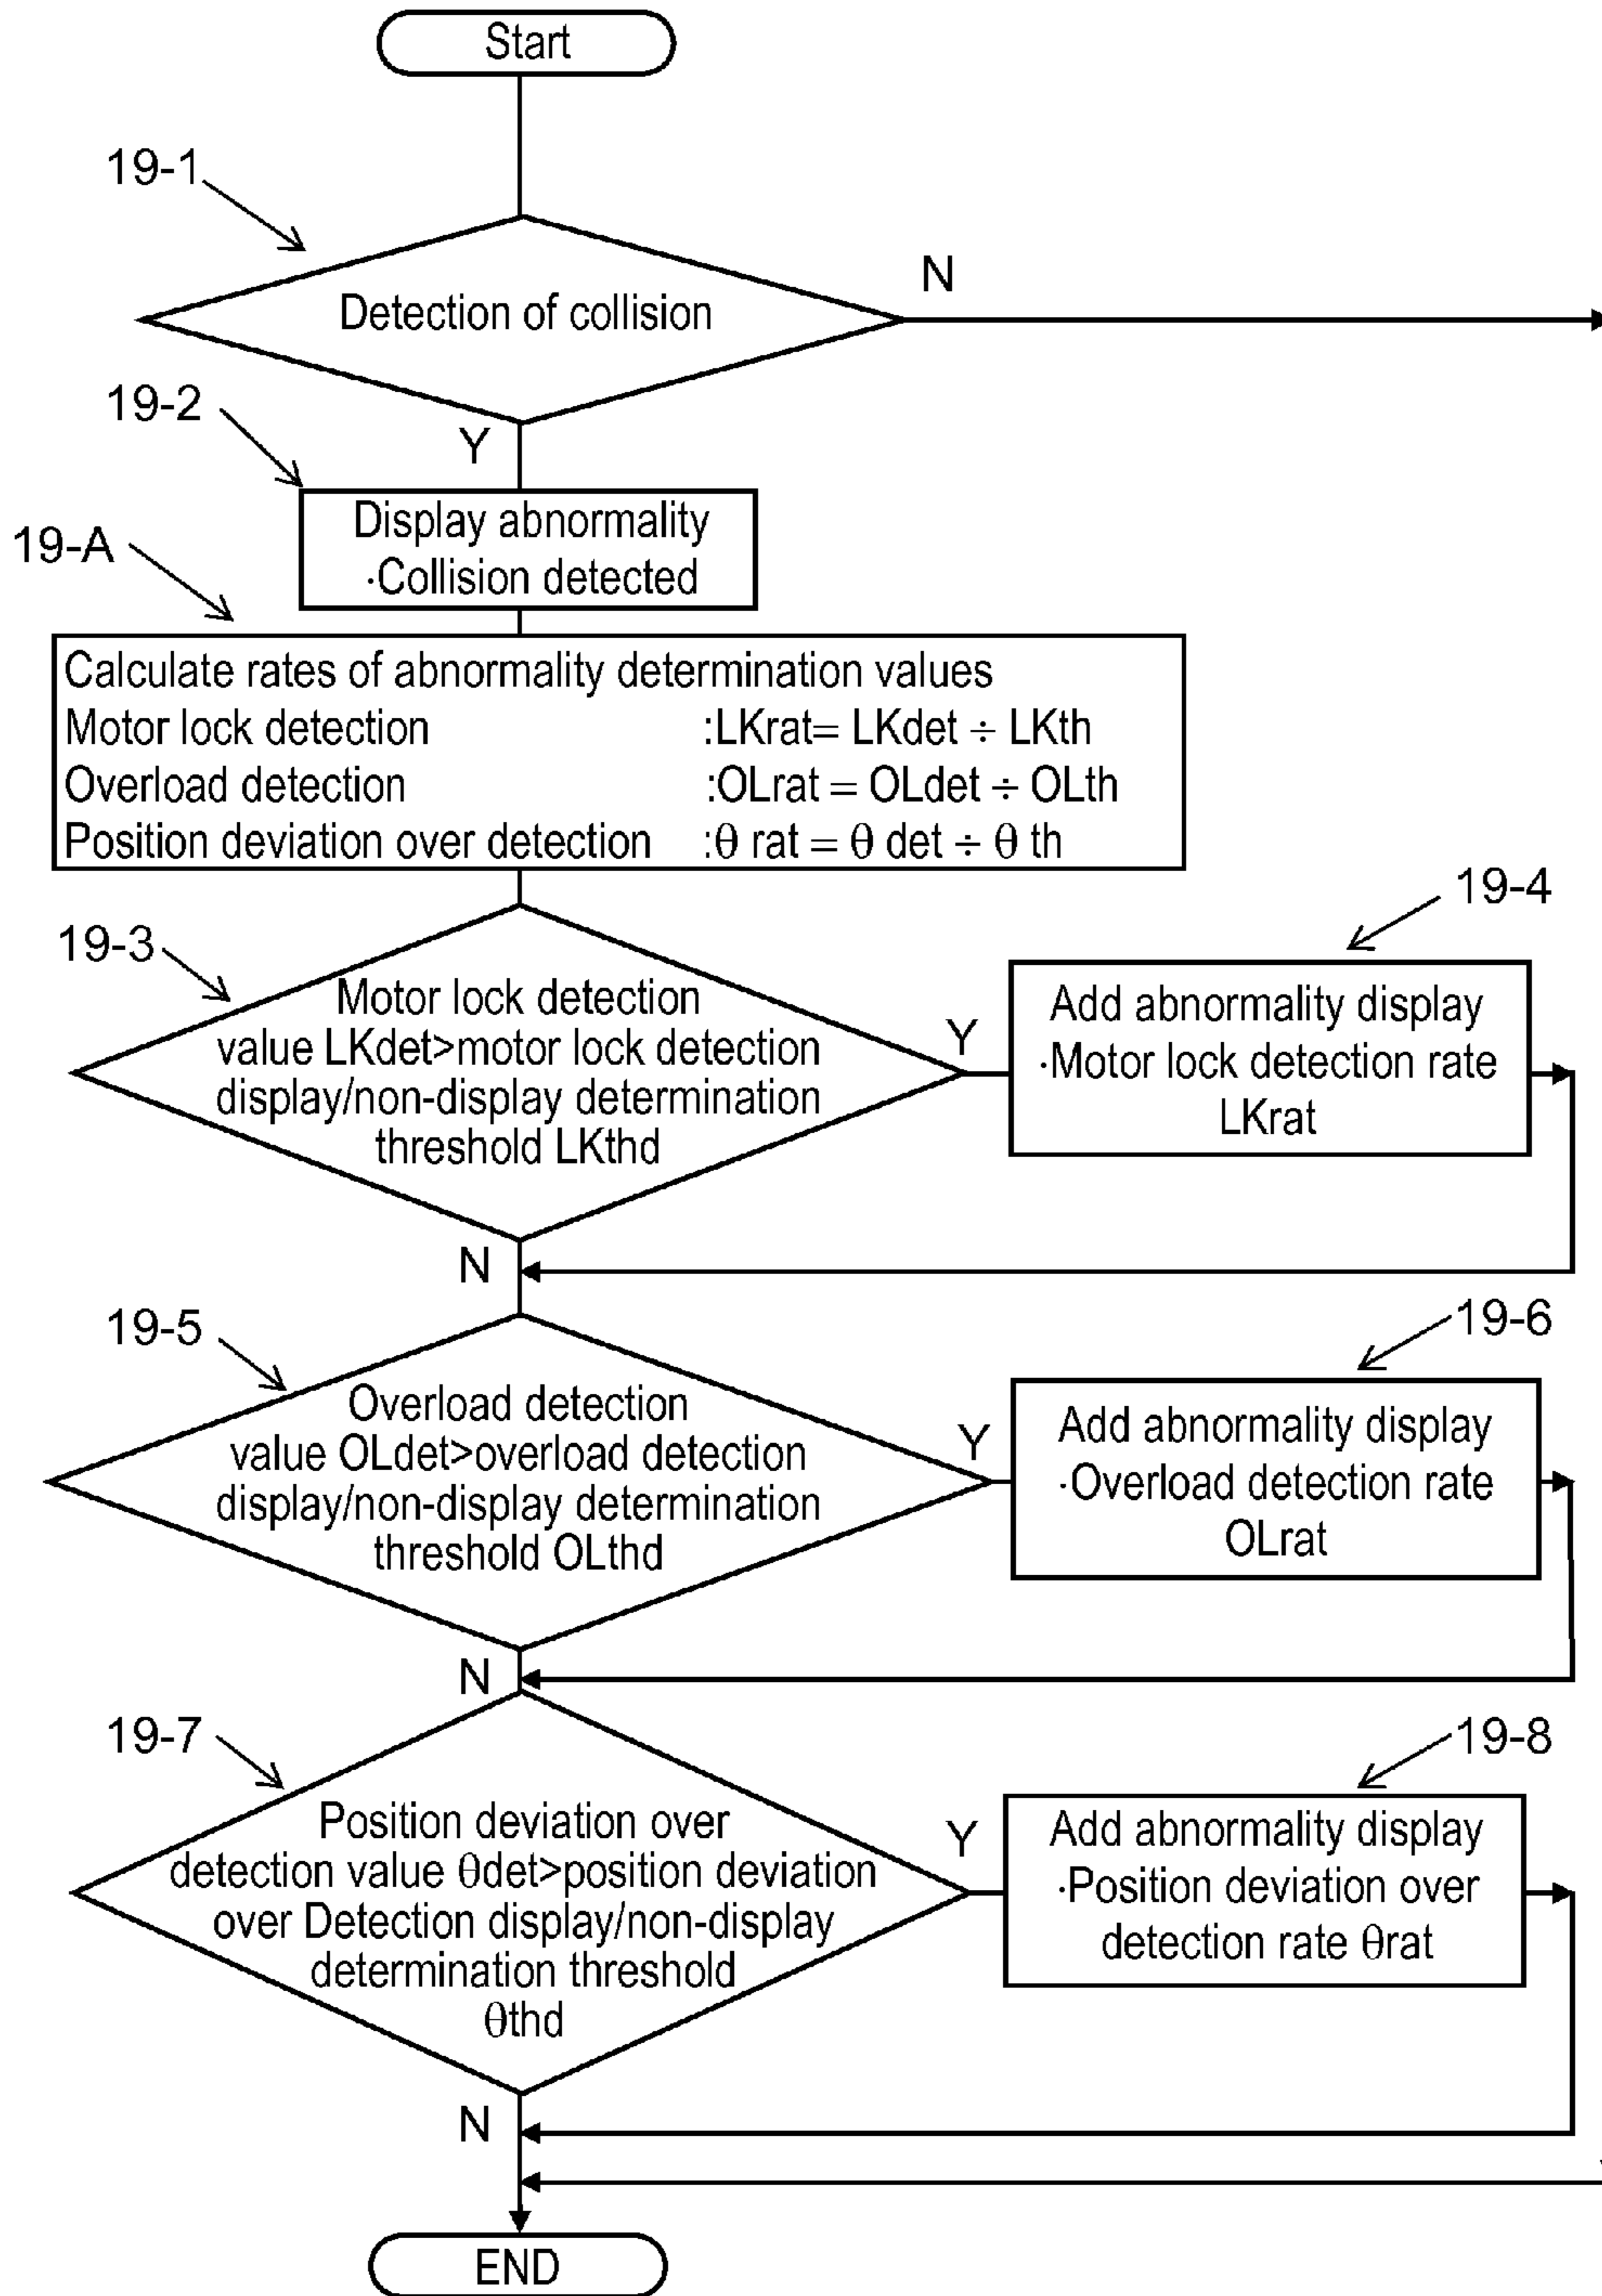 Start
19-1
Detection of collision
N
19-2
Y
Display abnormality
·Collision detected
19-A
Calculate rates of abnormality determination values
Motor lock detection :LKrat= LKdet ÷ LKth
Overload detection :OLrat = OLdet ÷ OLth
Position deviation over detection :θ rat = θ det ÷ θ th
19-3
Motor lock detection
value LKdet>motor lock detection
display/non-display determination
threshold LKthd
Y
19-4
Add abnormality display
·Motor lock detection rate
LKrat
N
19-5
Overload detection
value OLdet>overload detection
display/non-display determination
threshold OLthd
Y
19-6
Add abnormality display
·Overload detection rate
OLrat
N
19-7
Position deviation over
detection value θdet>position deviation
over Detection display/non-display
determination threshold
θthd
Y
19-8
Add abnormality display
·Position deviation over
detection rate θrat
N
END